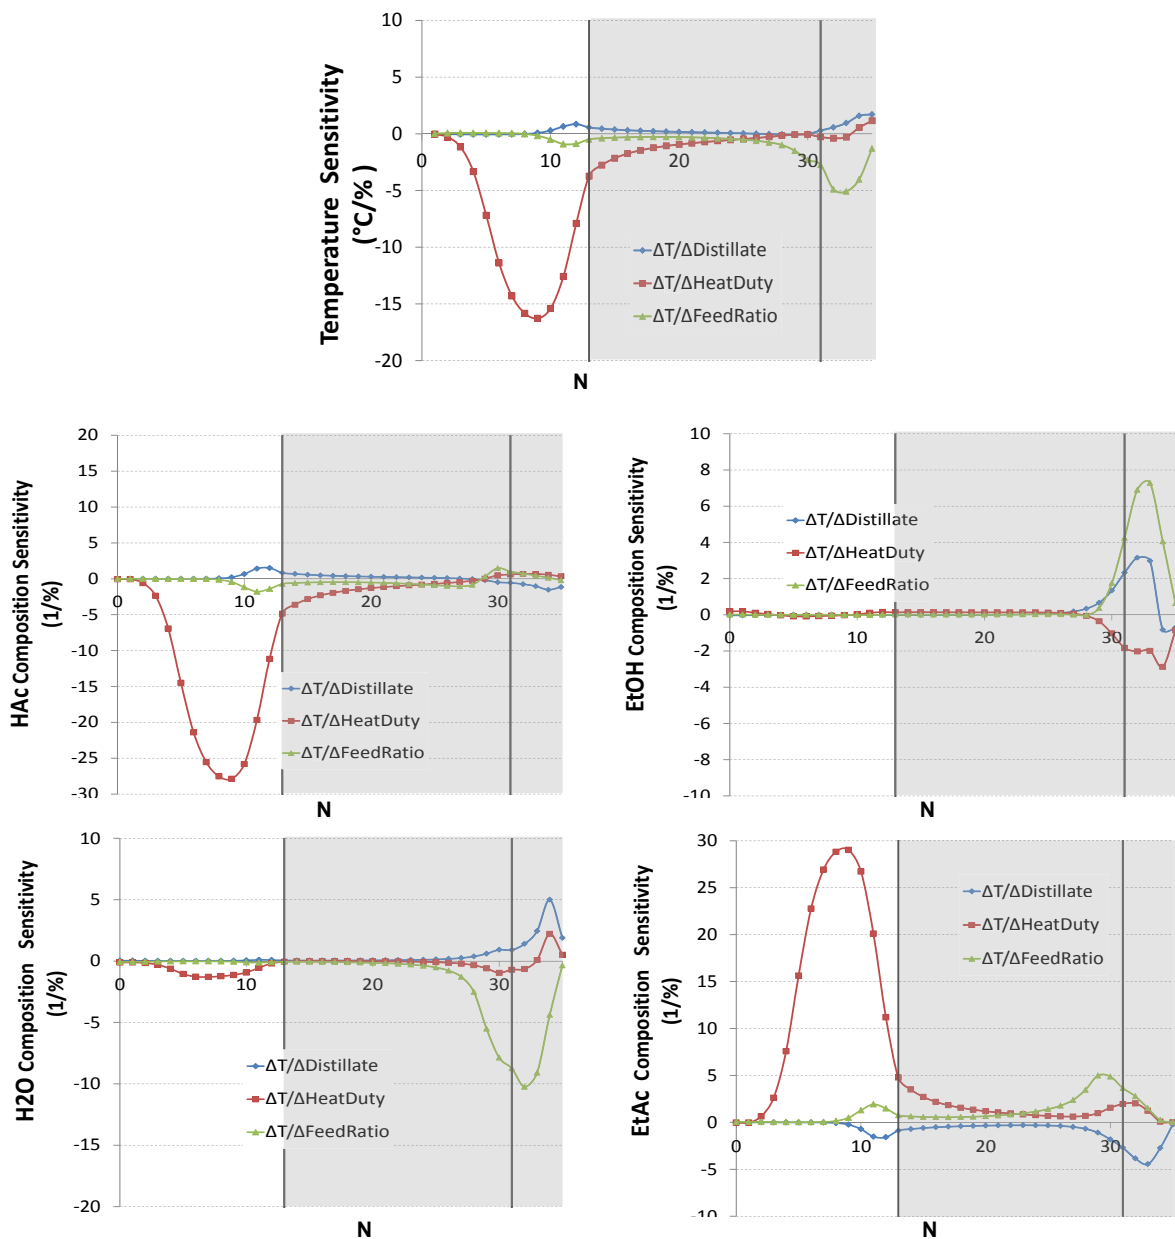 Temperature Sensitivity
(°C/%)
10
5
0
-5
-10
-15
-20
0
10
20
30
ΔT/ΔDistillate
ΔT/ΔHeatDuty
ΔT/ΔFeedRatio
N
HAc Composition Sensitivity
(1/%)
20
15
10
5
0
-5
-10
-15
-20
-25
-30
0
10
20
30
ΔT/ΔDistillate
ΔT/ΔHeatDuty
ΔT/ΔFeedRatio
N
EtOH Composition Sensitivity
(1/%)
10
8
6
4
2
0
-2
-4
-6
-8
-10
0
10
20
30
ΔT/ΔDistillate
ΔT/ΔHeatDuty
ΔT/ΔFeedRatio
N
H2O Composition Sensitivity
(1/%)
10
5
0
-5
-10
-15
-20
0
10
20
30
ΔT/ΔDistillate
ΔT/ΔHeatDuty
ΔT/ΔFeedRatio
N
EtAc Composition Sensitivity
(1/%)
30
25
20
15
10
5
0
-5
-10
0
10
20
30
ΔT/ΔDistillate
ΔT/ΔHeatDuty
ΔT/ΔFeedRatio
N